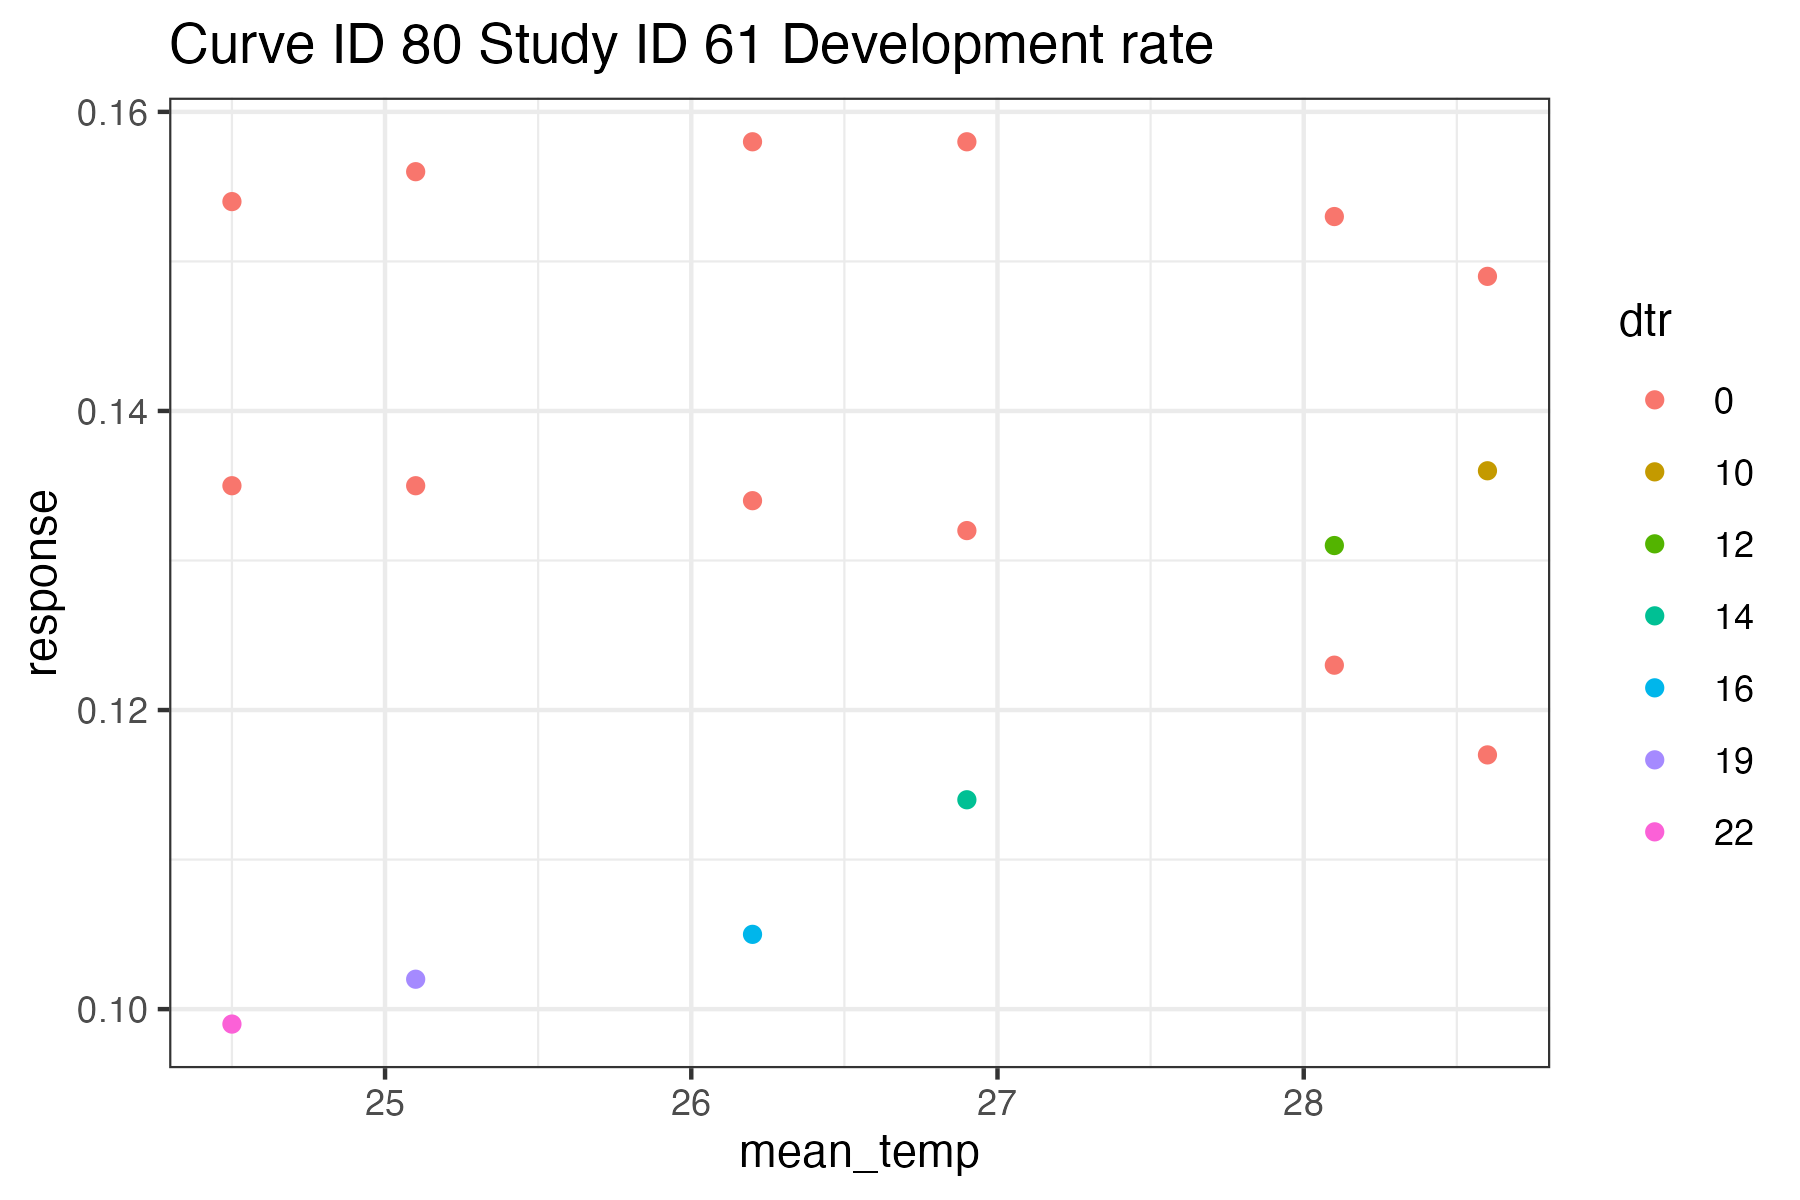 Curve ID 80 Study ID 61 Development rate
0.16
0.14
0.12
0.10
response
25 26 27 28
mean_temp
dtr
0
10
12
14
16
19
22